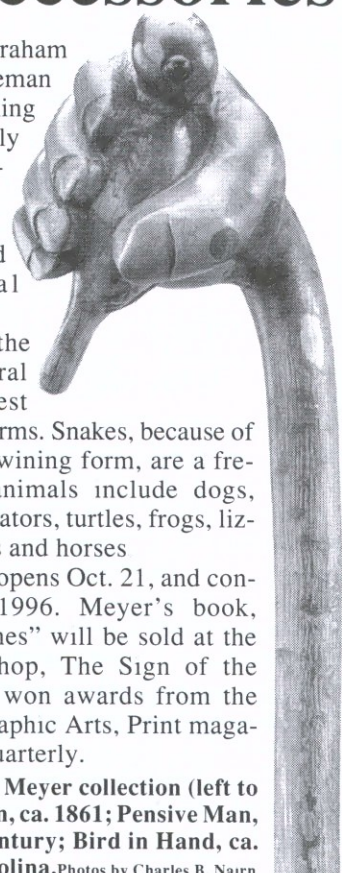 ccessories
raham
eman
ing
ly
-
d
al
the
ral
est
rms. Snakes, because of
wining form, are a fre-
nimals include dogs,
ators, turtles, frogs, liz-
s and horses
opens Oct. 21, and con-
1996. Meyer's book,
nes" will be sold at the
hop, The Sign of the
won awards from the
raphic Arts, Print maga-
uarterly.
Meyer collection (left to
n, ca. 1861; Pensive Man,
ntury; Bird in Hand, ca.
olina. Photos by Charles B. Nairn